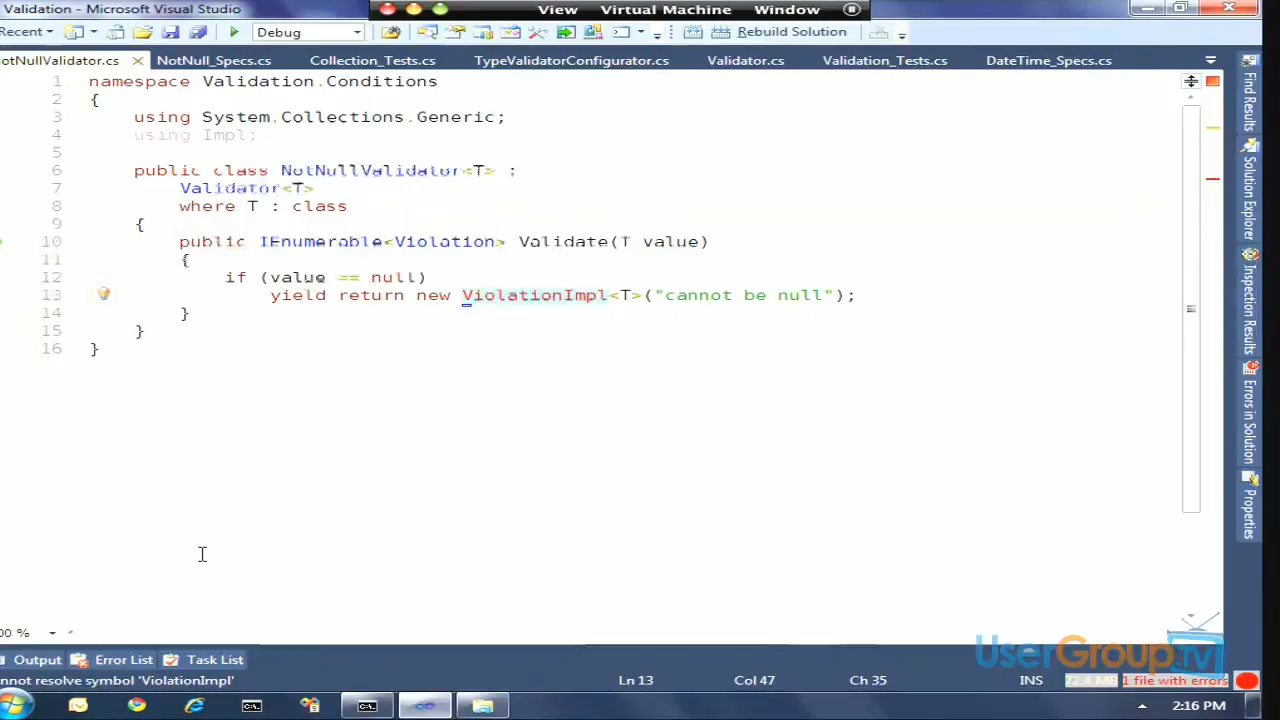 Validation - Microsoft Visual Studio
View Virtual Machine Window
Recent Debug Rebuild Solution
otNullValidator.cs NotNull_Specs.cs Collection_Tests.cs TypeValidatorConfigurator.cs Validator.cs Validation_Tests.cs DateTime_Specs.cs
1 namespace Validation.Conditions
2 {
3 using System.Collections.Generic;
4 using Impl;
5
6 public class NotNullValidator<T> :
7 Validator<T>
8 where T : class
9 {
10 public IEnumerable<Violation> Validate(T value)
11 {
12 if (value == null)
13 yield return new ViolationImpl<T>("cannot be null");
14 }
15 }
16 }
Find Results
Solution Explorer
Inspection Results
Errors in Solution
Properties
00 %
UserGroup.tv
Output Error List Task List
nnot resolve symbol 'ViolationImpl' Ln 13 Col 47 Ch 35 INS 72.4 MB 1 file with errors
2:16 PM